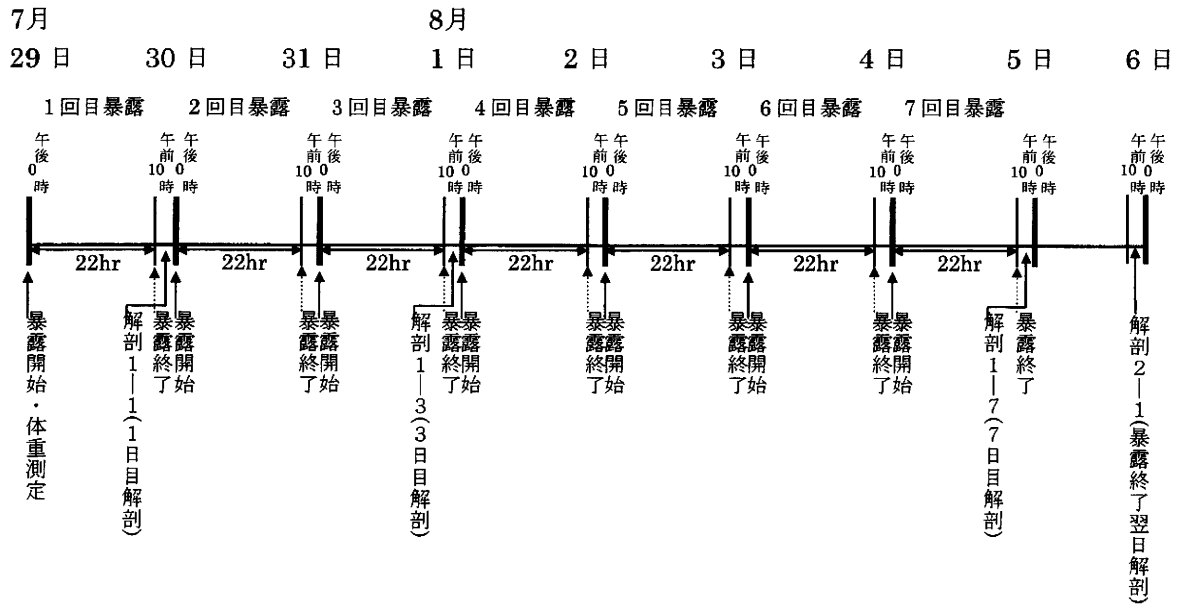 7月 8月
29日 30日 31日 1日 2日 3日 4日 5日 6日
1回目暴露 2回目暴露 3回目暴露 4回目暴露 5回目暴露 6回目暴露 7回目暴露
午後0時
午前10時 午後0時
午前10時 午後0時
午前10時 午後0時
午前10時 午後0時
午前10時 午後0時
午前10時 午後0時
午前10時 午後0時
午前10時 午後0時
22hr 22hr 22hr 22hr 22hr 22hr 22hr
暴露開始・体重測定
解剖1―1(1日目解剖)
暴露終了
暴露開始
暴露終了
暴露開始
解剖1―3(3日目解剖)
暴露終了
暴露開始
暴露終了
暴露開始
暴露終了
暴露開始
暴露終了
暴露開始
解剖1―7(7日目解剖)
暴露終了
解剖2―1(暴露終了翌日解剖)